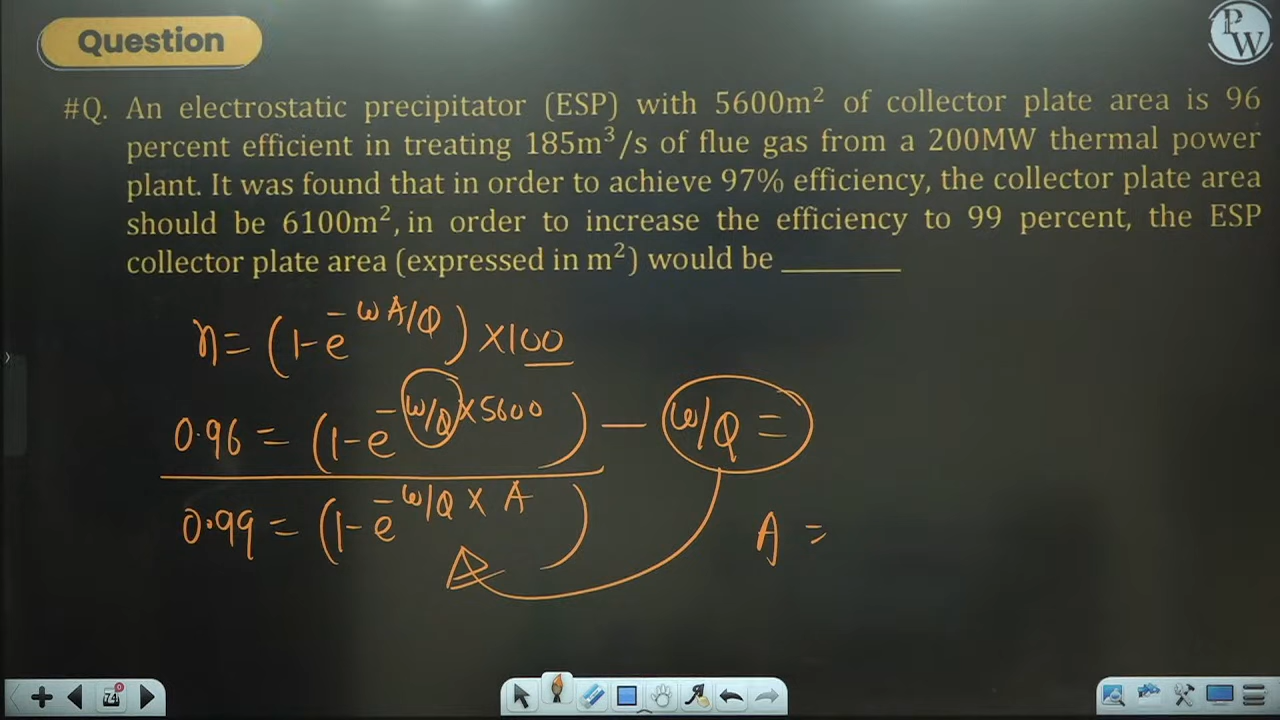 Question
PW
#Q. An electrostatic precipitator (ESP) with 5600m² of collector plate area is 96
percent efficient in treating 185m³/s of flue gas from a 200MW thermal power
plant. It was found that in order to achieve 97% efficiency, the collector plate area
should be 6100m², in order to increase the efficiency to 99 percent, the ESP
collector plate area (expressed in m²) would be ________
η = (1-e^{-ωA/Q}) ×100
0.96 = (1-e^{-ω/Q ×5600}) — ω/Q =
0.99 = (1-e^{-ω/Q × A})
A =
74